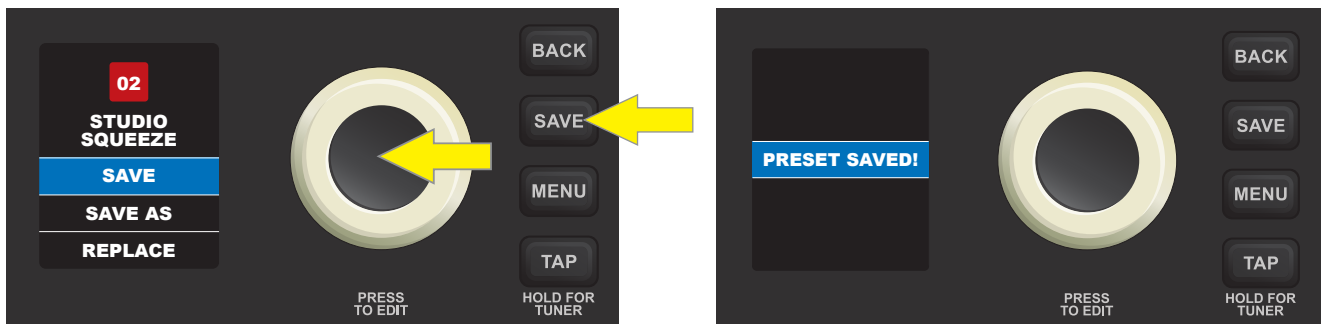 02
STUDIO
SQUEEZE
SAVE
SAVE AS
REPLACE
PRESS
TO EDIT
BACK
SAVE
MENU
TAP
HOLD FOR
TUNER
PRESET SAVED!
PRESS
TO EDIT
BACK
SAVE
MENU
TAP
HOLD FOR
TUNER